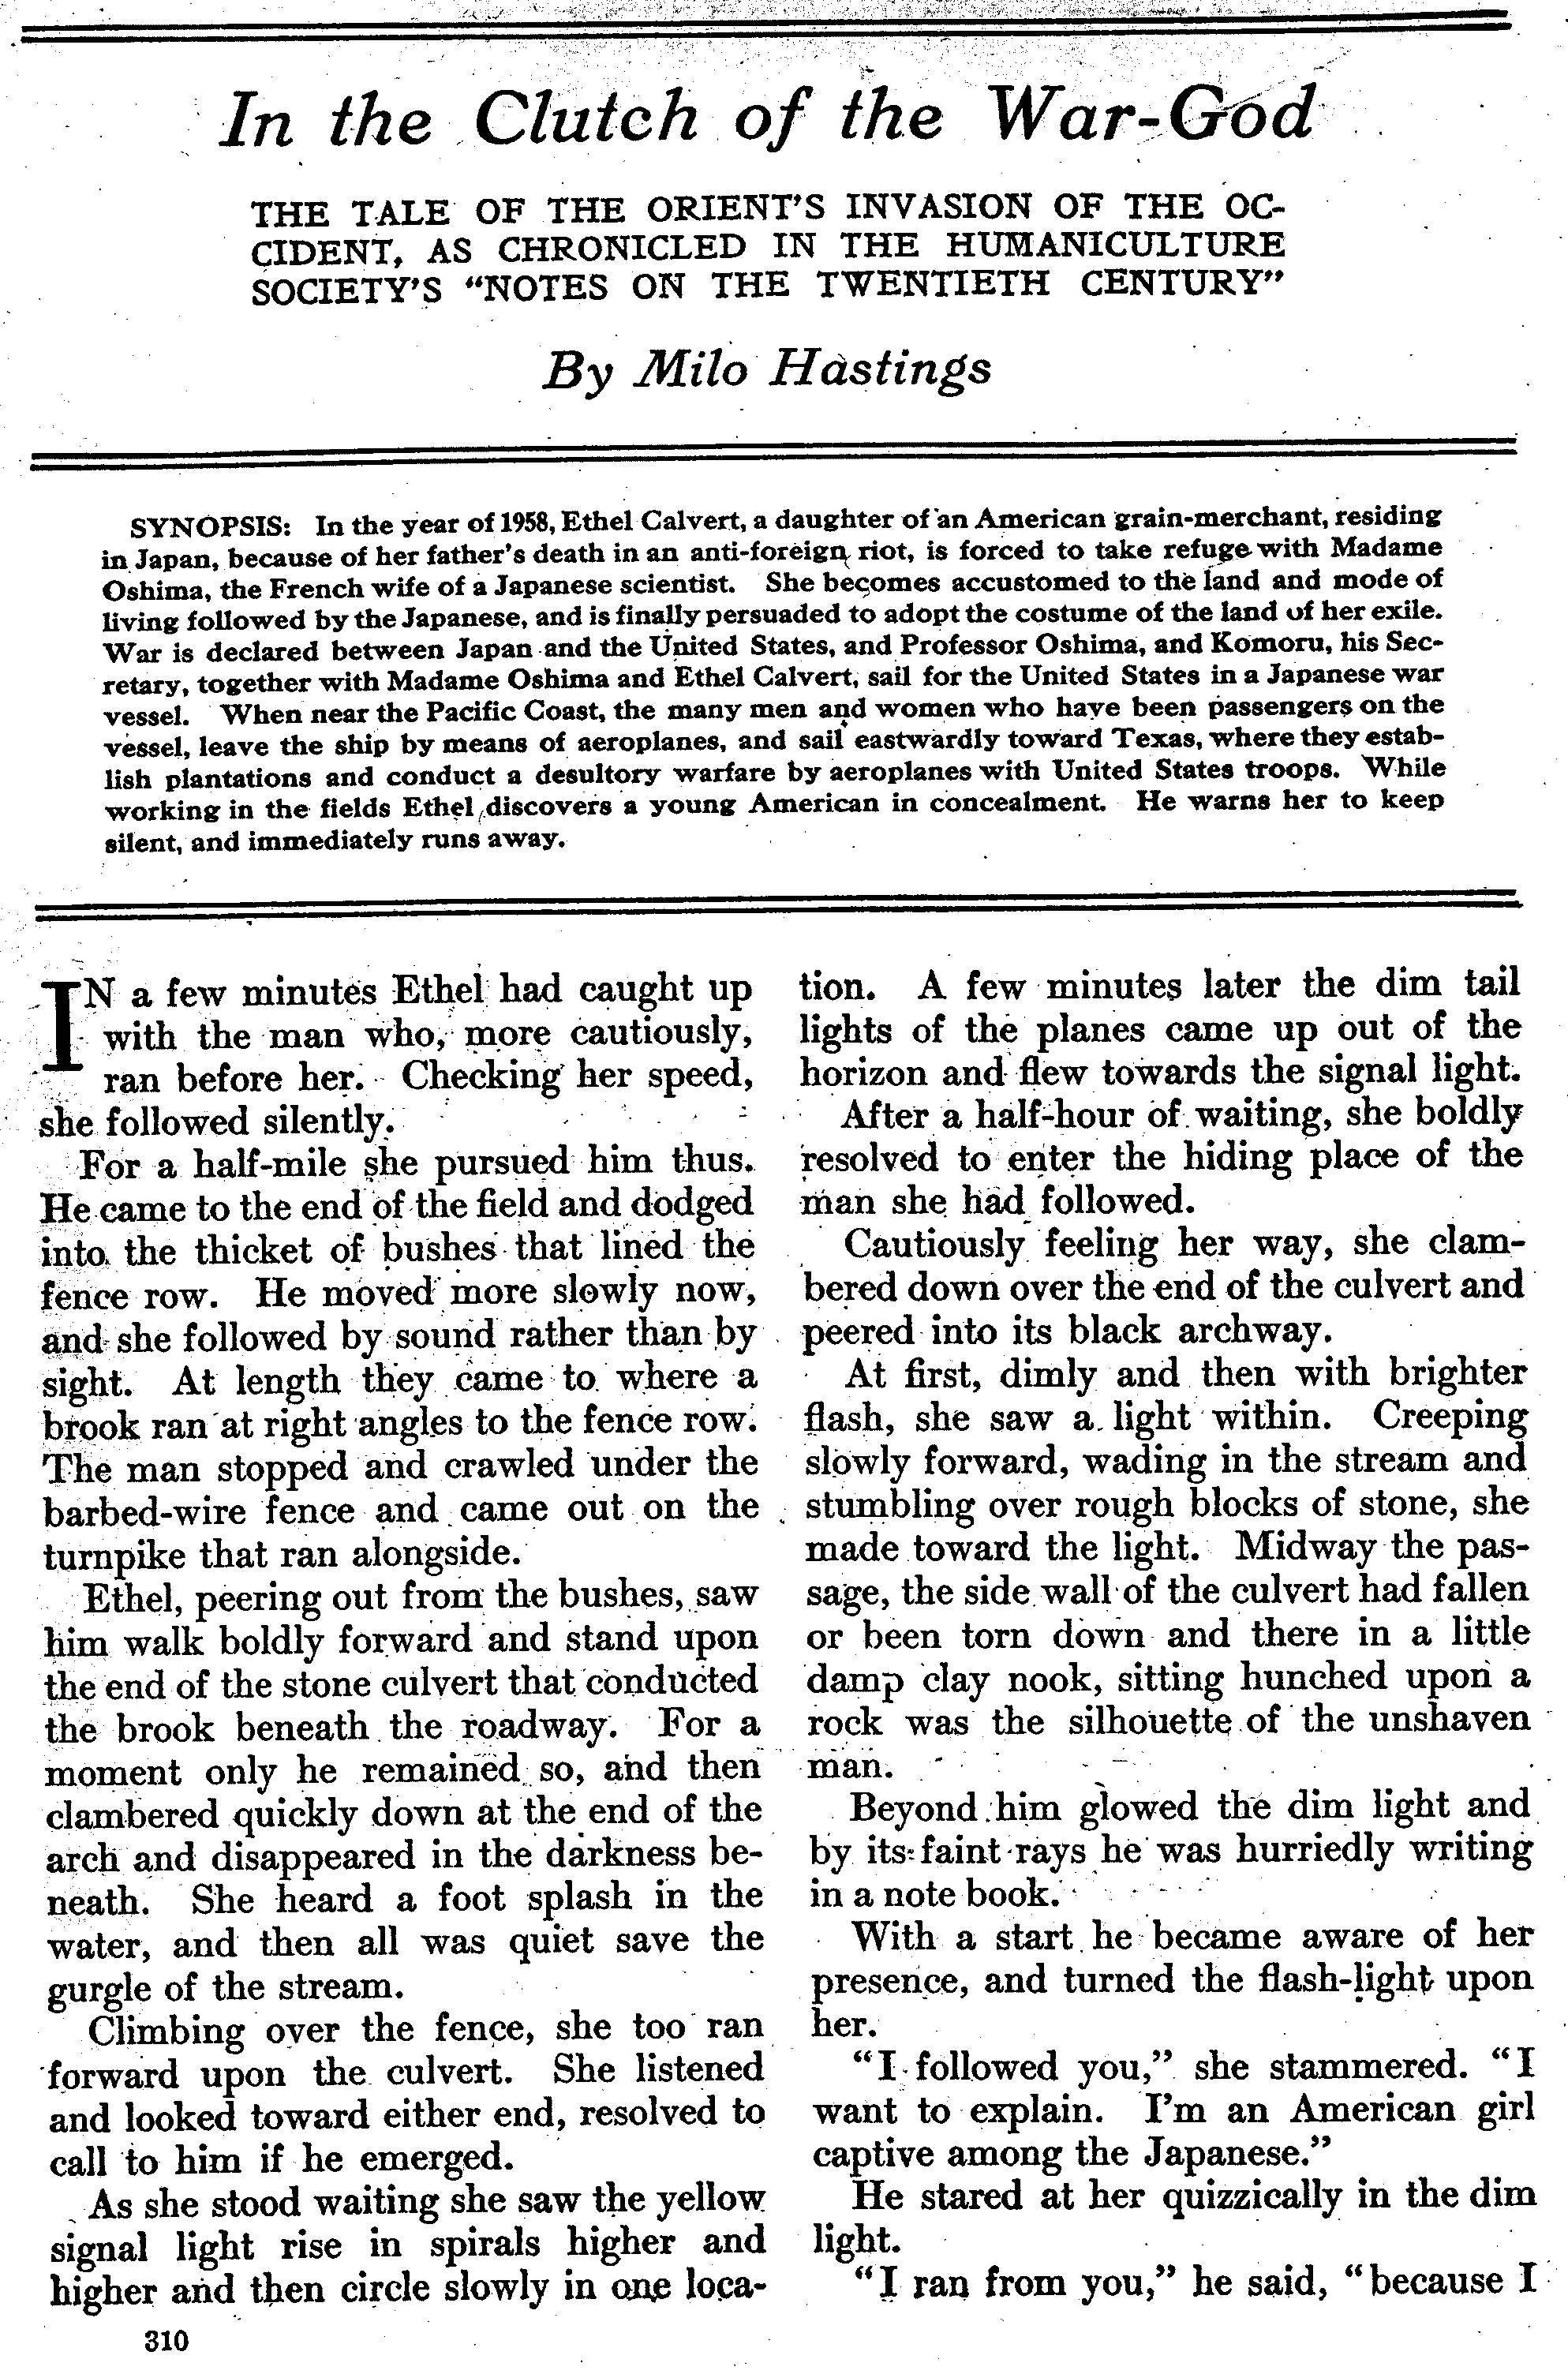 In the Clutch of the War-God
THE TALE OF THE ORIENT'S INVASION OF THE OC-
CIDENT, AS CHRONICLED IN THE HUMANICULTURE
SOCIETY'S “NOTES ON THE TWENTIETH CENTURY”
By Milo Hastings
SYNOPSIS: In the year of 1958, Ethel Calvert, a daughter of an American grain-merchant, residing
in Japan, because of her father's death in an anti-foreign riot, is forced to take refuge with Madame
Oshima, the French wife of a Japanese scientist. She becomes accustomed to the land and mode of
living followed by the Japanese, and is finally persuaded to adopt the costume of the land of her exile.
War is declared between Japan and the United States, and Professor Oshima, and Komoru, his Sec-
retary, together with Madame Oshima and Ethel Calvert, sail for the United States in a Japanese war
vessel. When near the Pacific Coast, the many men and women who have been passengers on the
vessel, leave the ship by means of aeroplanes, and sail eastwardly toward Texas, where they estab-
lish plantations and conduct a desultory warfare by aeroplanes with United States troops. While
working in the fields Ethel discovers a young American in concealment. He warns her to keep
silent, and immediately runs away.
IN a few minutes Ethel had caught up
with the man who, more cautiously,
ran before her. Checking her speed,
she followed silently.
For a half-mile she pursued him thus.
He came to the end of the field and dodged
into the thicket of bushes that lined the
fence row. He moved more slowly now,
and she followed by sound rather than by
sight. At length they came to where a
brook ran at right angles to the fence row.
The man stopped and crawled under the
barbed-wire fence and came out on the
turnpike that ran alongside.
Ethel, peering out from the bushes, saw
him walk boldly forward and stand upon
the end of the stone culvert that conducted
the brook beneath the roadway. For a
moment only he remained so, and then
clambered quickly down at the end of the
arch and disappeared in the darkness be-
neath. She heard a foot splash in the
water, and then all was quiet save the
gurgle of the stream.
Climbing over the fence, she too ran
forward upon the culvert. She listened
and looked toward either end, resolved to
call to him if he emerged.
As she stood waiting she saw the yellow
signal light rise in spirals higher and
higher and then circle slowly in one loca-
310
tion. A few minutes later the dim tail
lights of the planes came up out of the
horizon and flew towards the signal light.
After a half-hour of waiting, she boldly
resolved to enter the hiding place of the
man she had followed.
Cautiously feeling her way, she clam-
bered down over the end of the culvert and
peered into its black archway.
At first, dimly and then with brighter
flash, she saw a light within. Creeping
slowly forward, wading in the stream and
stumbling over rough blocks of stone, she
made toward the light. Midway the pas-
sage, the side wall of the culvert had fallen
or been torn down and there in a little
damp clay nook, sitting hunched upon a
rock was the silhouette of the unshaven
man.
Beyond him glowed the dim light and
by its faint rays he was hurriedly writing
in a note book.
With a start he became aware of her
presence, and turned the flash-light upon
her.
“I followed you,” she stammered. “I
want to explain. I'm an American girl
captive among the Japanese.”
He stared at her quizzically in the dim
light.
“I ran from you,” he said, “because I